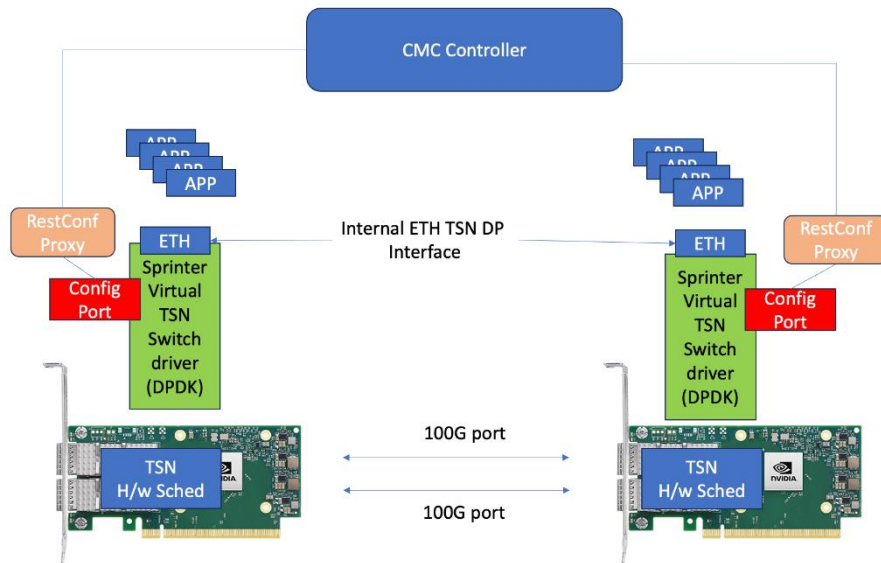 CMC Controller
APP
APP
APP
APP
APP
APP
APP
APP
RestConf
Proxy
ETH
Internal ETH TSN DP
Interface
ETH
RestConf
Proxy
Config
Port
Sprinter
Virtual
TSN
Switch
driver
(DPDK)
Sprinter
Virtual
TSN
Switch
driver
(DPDK)
Config
Port
TSN
H/w Sched
NVIDIA
100G port
100G port
TSN
H/w Sched
NVIDIA